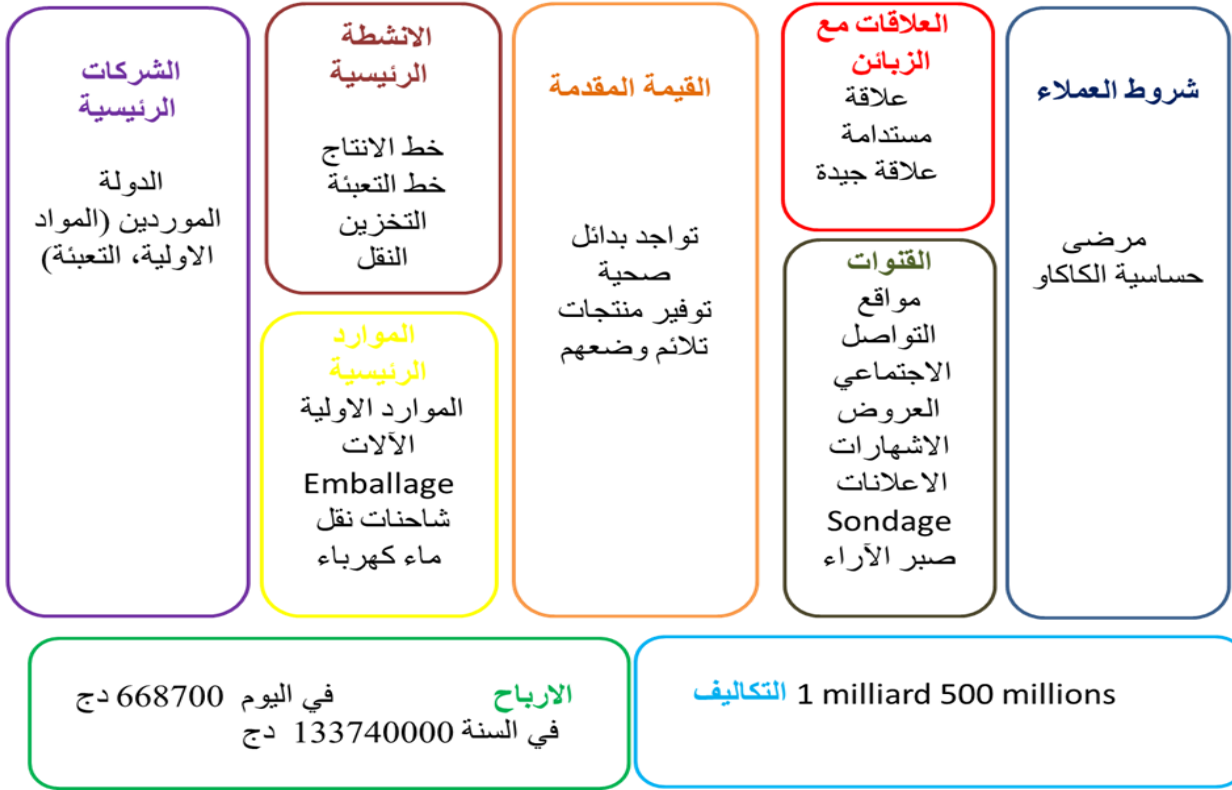 شروط العملاء
مرضى
حساسية الكاكاو
العلاقات مع
الزبائن
علاقة
مستدامة
علاقة جيدة
القنوات
مواقع
التواصل
الاجتماعي
العروض
الاشهارات
الاعلانات
Sondage
صبر الآراء
القيمة المقدمة
تواجد بدائل
صحية
توفير منتجات
تلائم وضعهم
الانشطة
الرئيسية
خط الانتاج
خط التعبئة
التخزين
النقل
الموارد
الرئيسية
الموارد الاولية
الآلات
Emballage
شاحنات نقل
ماء كهرباء
الشركات
الرئيسية
الدولة
الموردين (المواد
الاولية، التعبئة)
التكاليف 1 milliard 500 millions
الارباح في اليوم 668700 دج
في السنة 133740000 دج